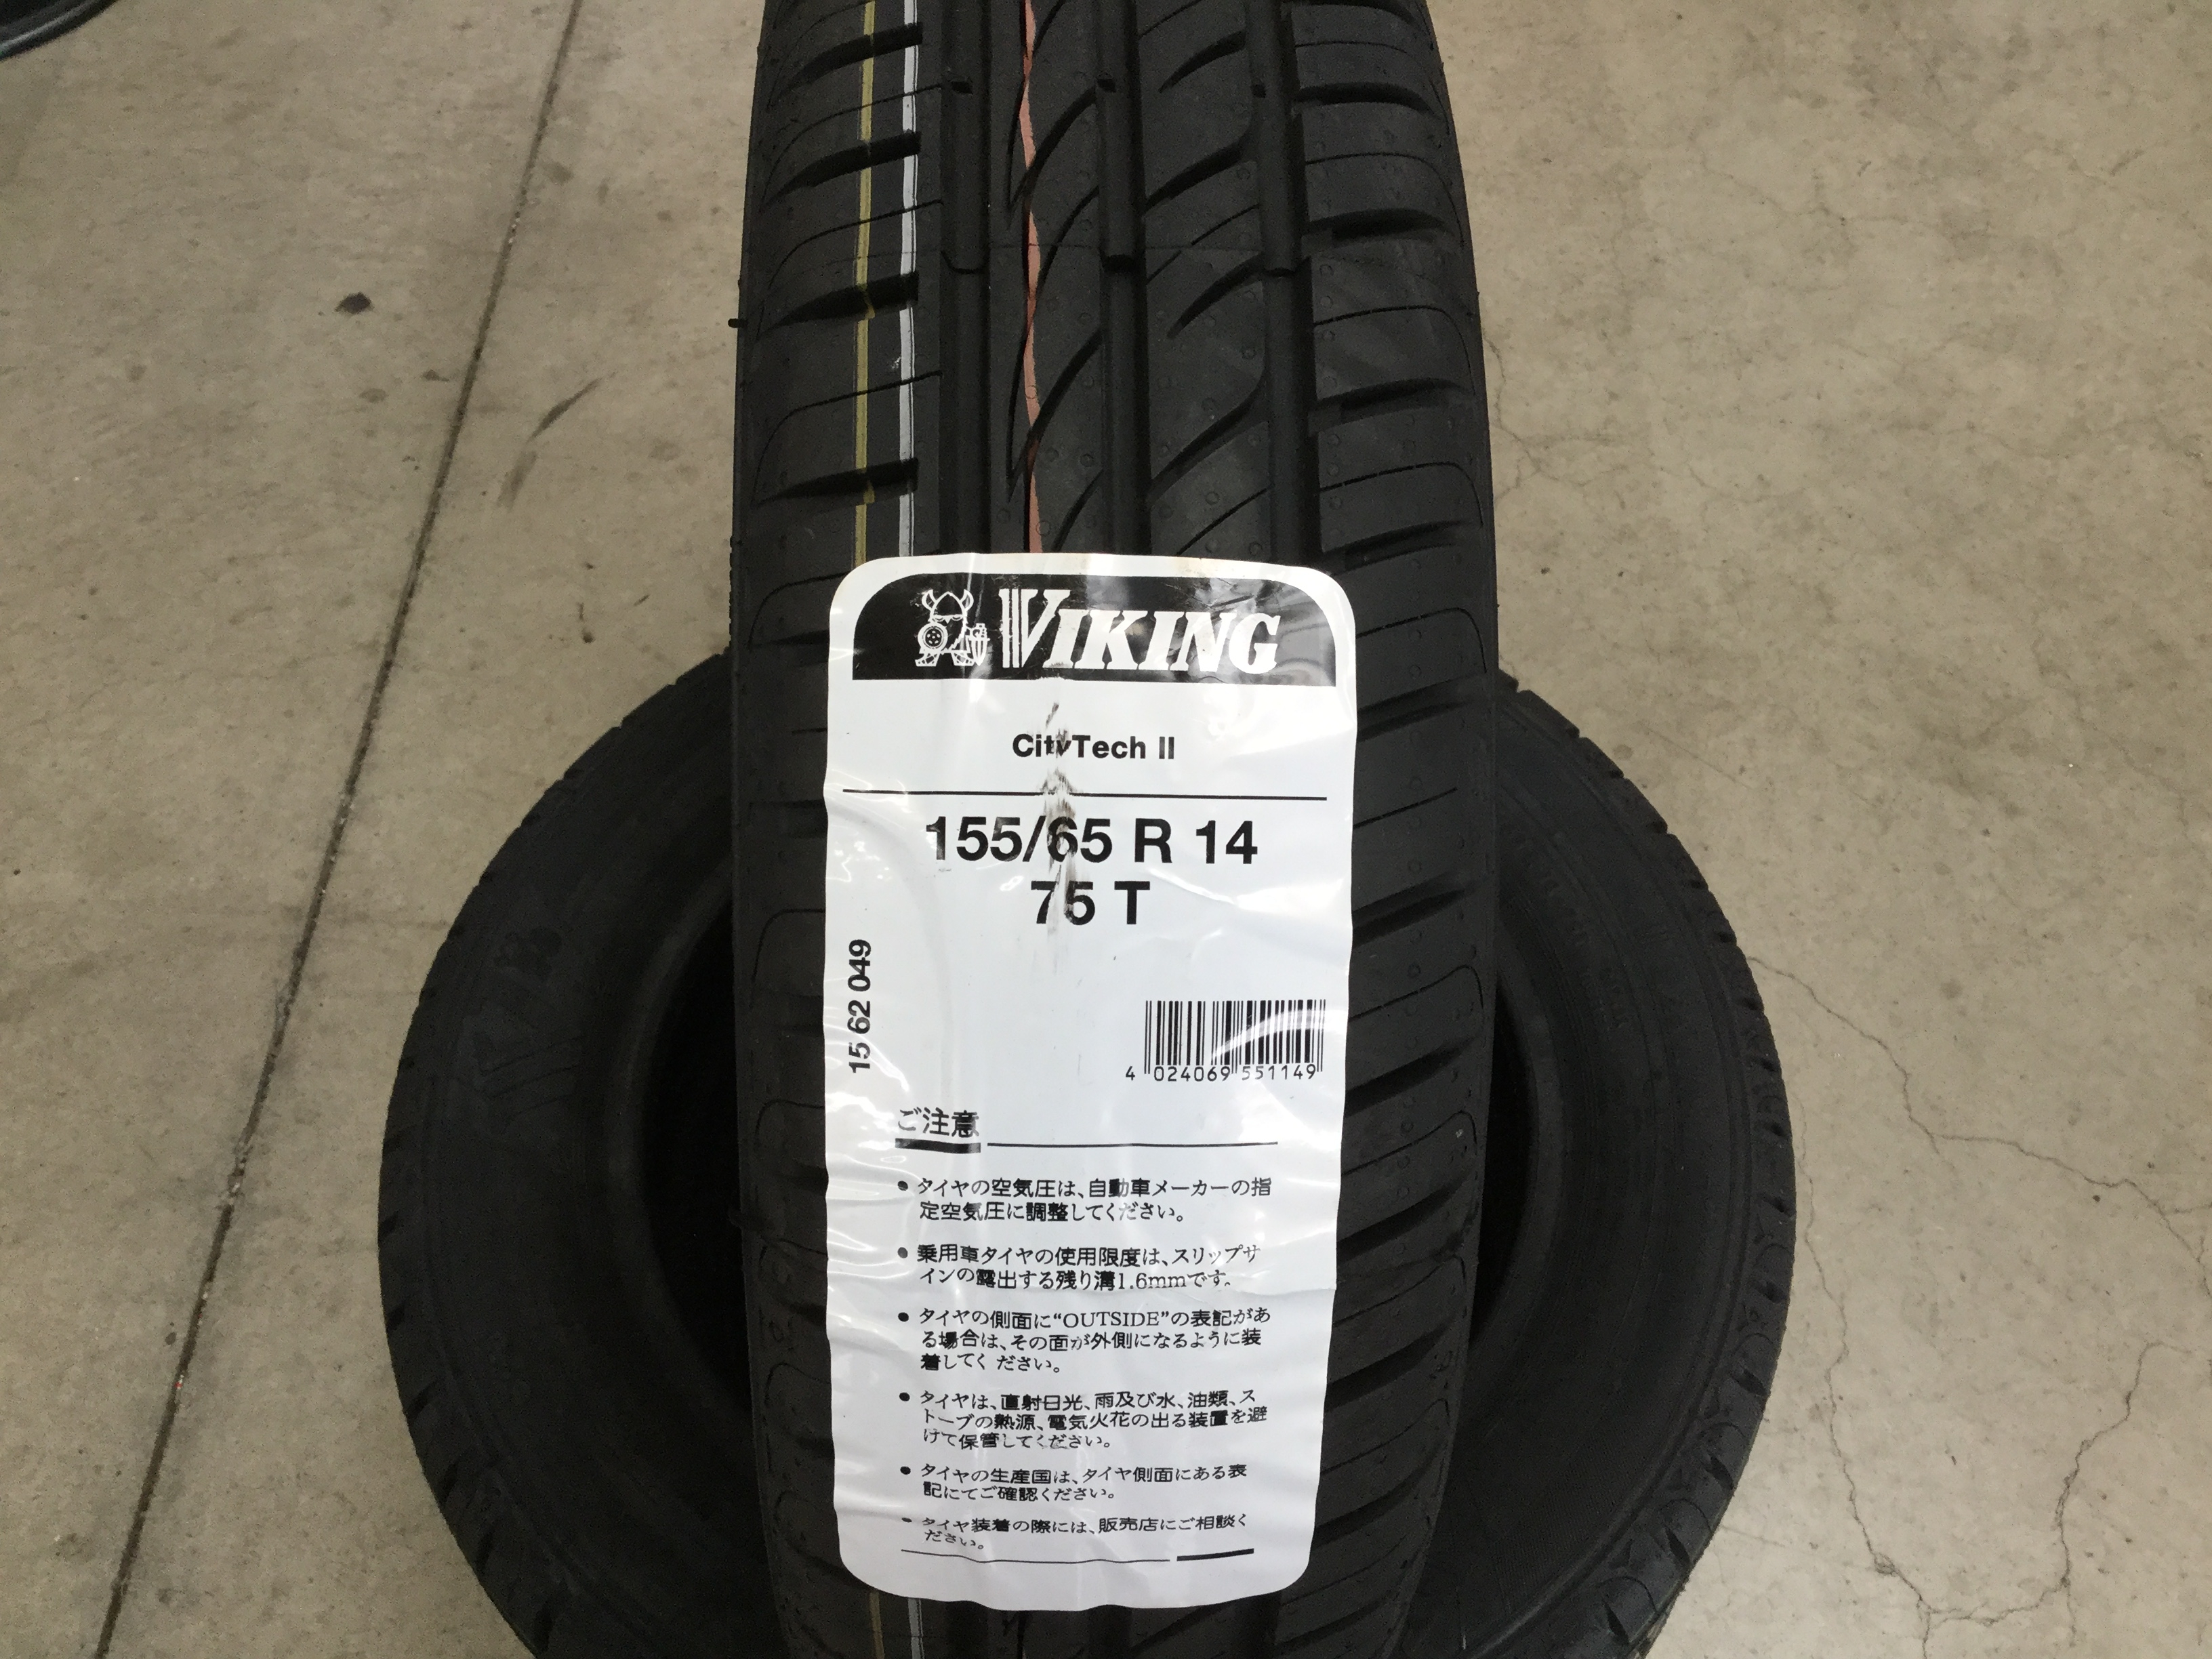 VIKING
CityTech II
155/65 R 14
75 T
15 62 049
4 024069 551149
ご注意
● タイヤの空気圧は、自動車メーカーの指
定空気圧に調整してください。
● 乗用車タイヤの使用限度は、スリップサ
インの露出する残り溝1.6mmです。
● タイヤの側面に“OUTSIDE”の表記があ
る場合は、その面が外側になるように装
着してく ださい。
● タイヤは、直射日光、雨及び水、油類、ス
トーブの熱源、電気火花の出る装置を避
けて保管してください。
● タイヤの生産国は、タイヤ側面にある表
記にてご確認ください。
● タイヤ装着の際には、販売店にご相談く
ださい。